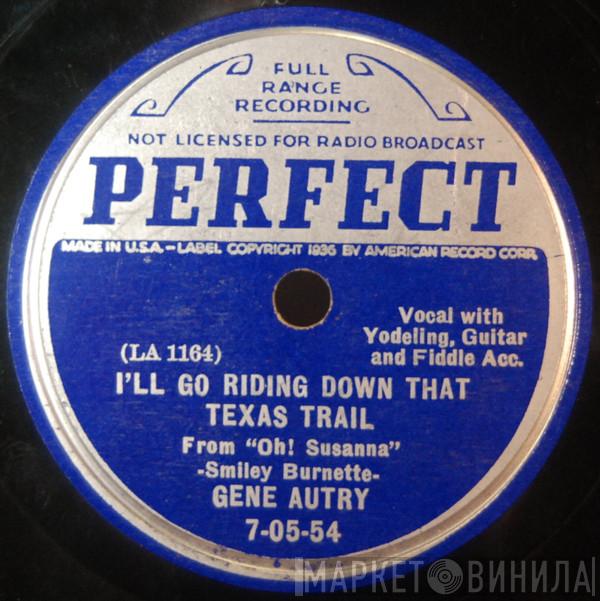 FULL
RANGE
RECORDING
NOT LICENSED FOR RADIO BROADCAST
PERFECT
MADE IN U.S.A.-LABEL COPYRIGHT 1936 BY AMERICAN RECORD CORP.
Vocal with
Yodeling, Guitar
and Fiddle Acc.
(LA 1164)
I'LL GO RIDING DOWN THAT
TEXAS TRAIL
From "Oh! Susanna"
-Smiley Burnette-
GENE AUTRY
7-05-54
МАРКЕТ ВИНИЛА